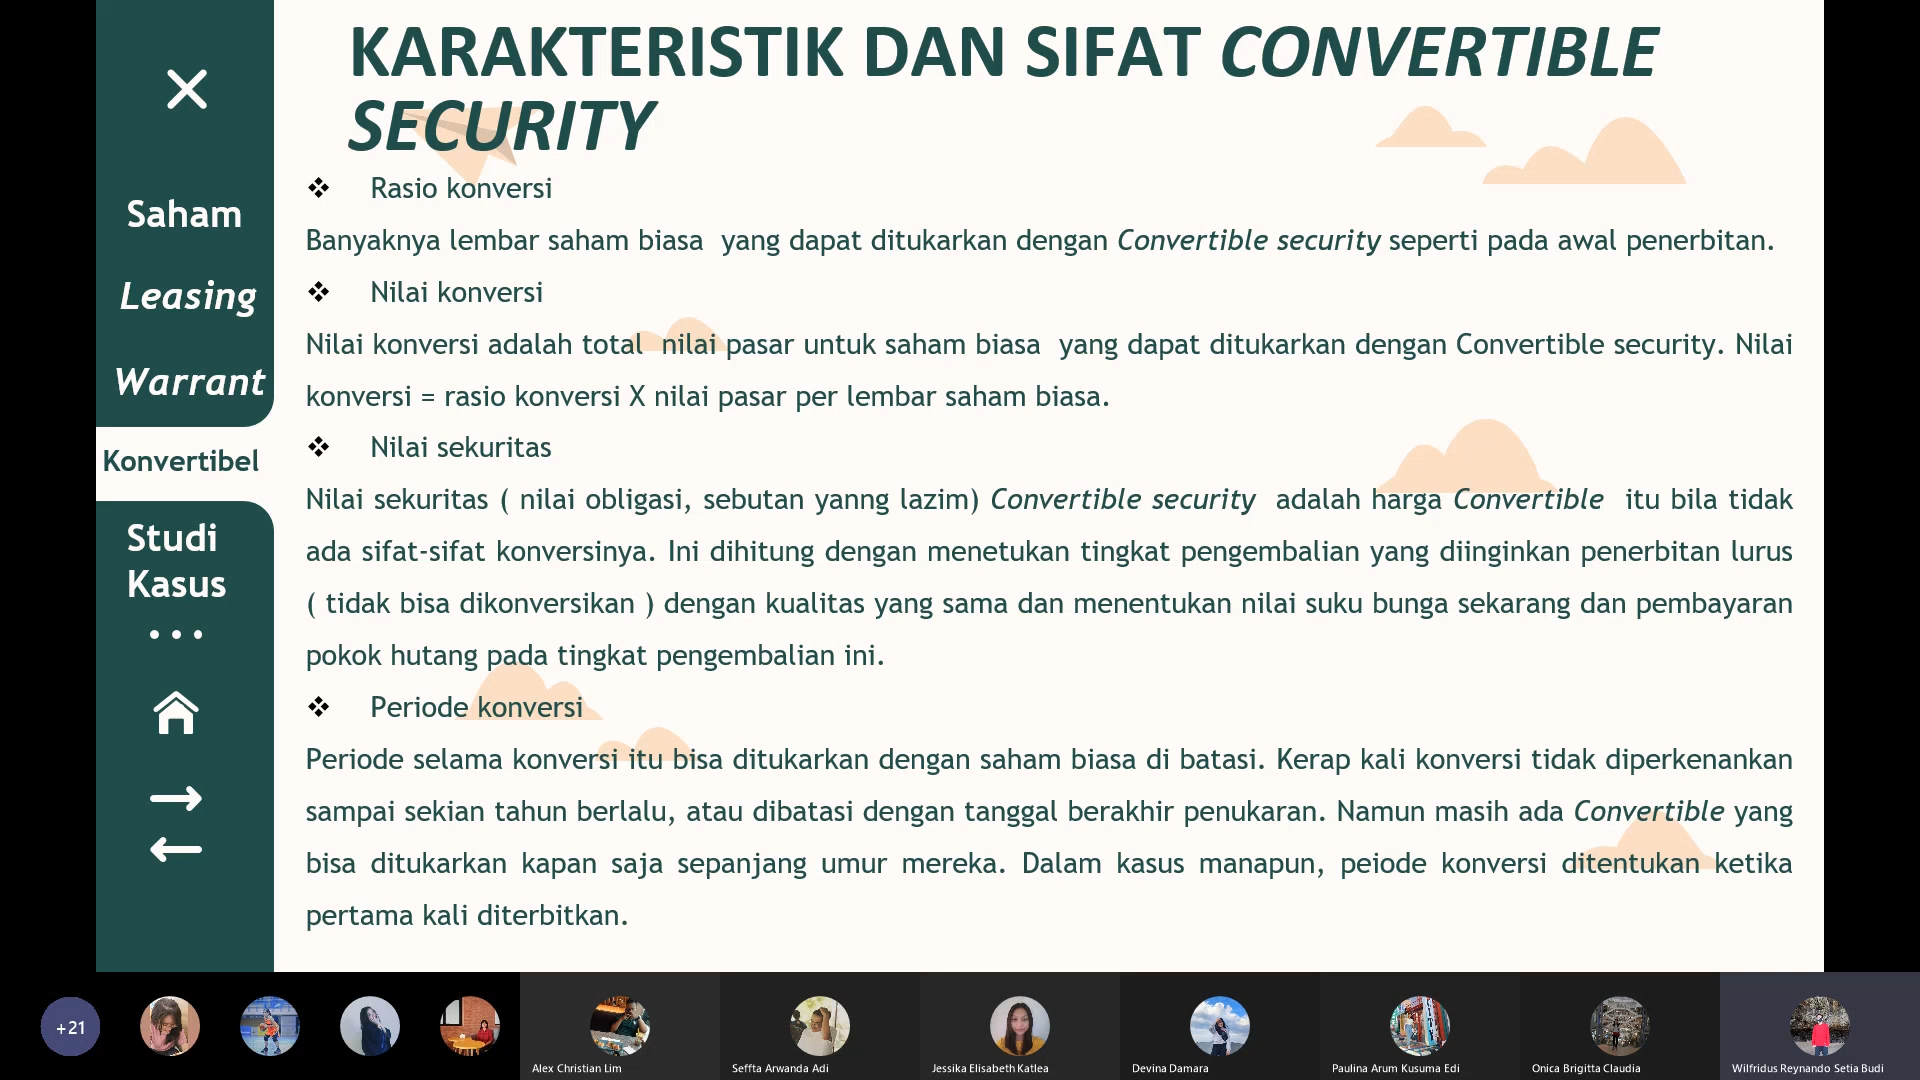 KARAKTERISTIK DAN SIFAT CONVERTIBLE
SECURITY
Saham
Leasing
Warrant
Konvertibel
Studi
Kasus
❖ Rasio konversi
Banyaknya lembar saham biasa yang dapat ditukarkan dengan Convertible security seperti pada awal penerbitan.
❖ Nilai konversi
Nilai konversi adalah total nilai pasar untuk saham biasa yang dapat ditukarkan dengan Convertible security. Nilai
konversi = rasio konversi X nilai pasar per lembar saham biasa.
❖ Nilai sekuritas
Nilai sekuritas ( nilai obligasi, sebutan yanng lazim) Convertible security adalah harga Convertible itu bila tidak
ada sifat-sifat konversinya. Ini dihitung dengan menetukan tingkat pengembalian yang diinginkan penerbitan lurus
( tidak bisa dikonversikan ) dengan kualitas yang sama dan menentukan nilai suku bunga sekarang dan pembayaran
pokok hutang pada tingkat pengembalian ini.
❖ Periode konversi
Periode selama konversi itu bisa ditukarkan dengan saham biasa di batasi. Kerap kali konversi tidak diperkenankan
sampai sekian tahun berlalu, atau dibatasi dengan tanggal berakhir penukaran. Namun masih ada Convertible yang
bisa ditukarkan kapan saja sepanjang umur mereka. Dalam kasus manapun, peiode konversi ditentukan ketika
pertama kali diterbitkan.
+21
Alex Christian Lim
Seffta Arwanda Adi
Jessika Elisabeth Katlea
Devina Damara
Paulina Arum Kusuma Edi
Onica Brigitta Claudia
Wilfridus Reynando Setia Budi